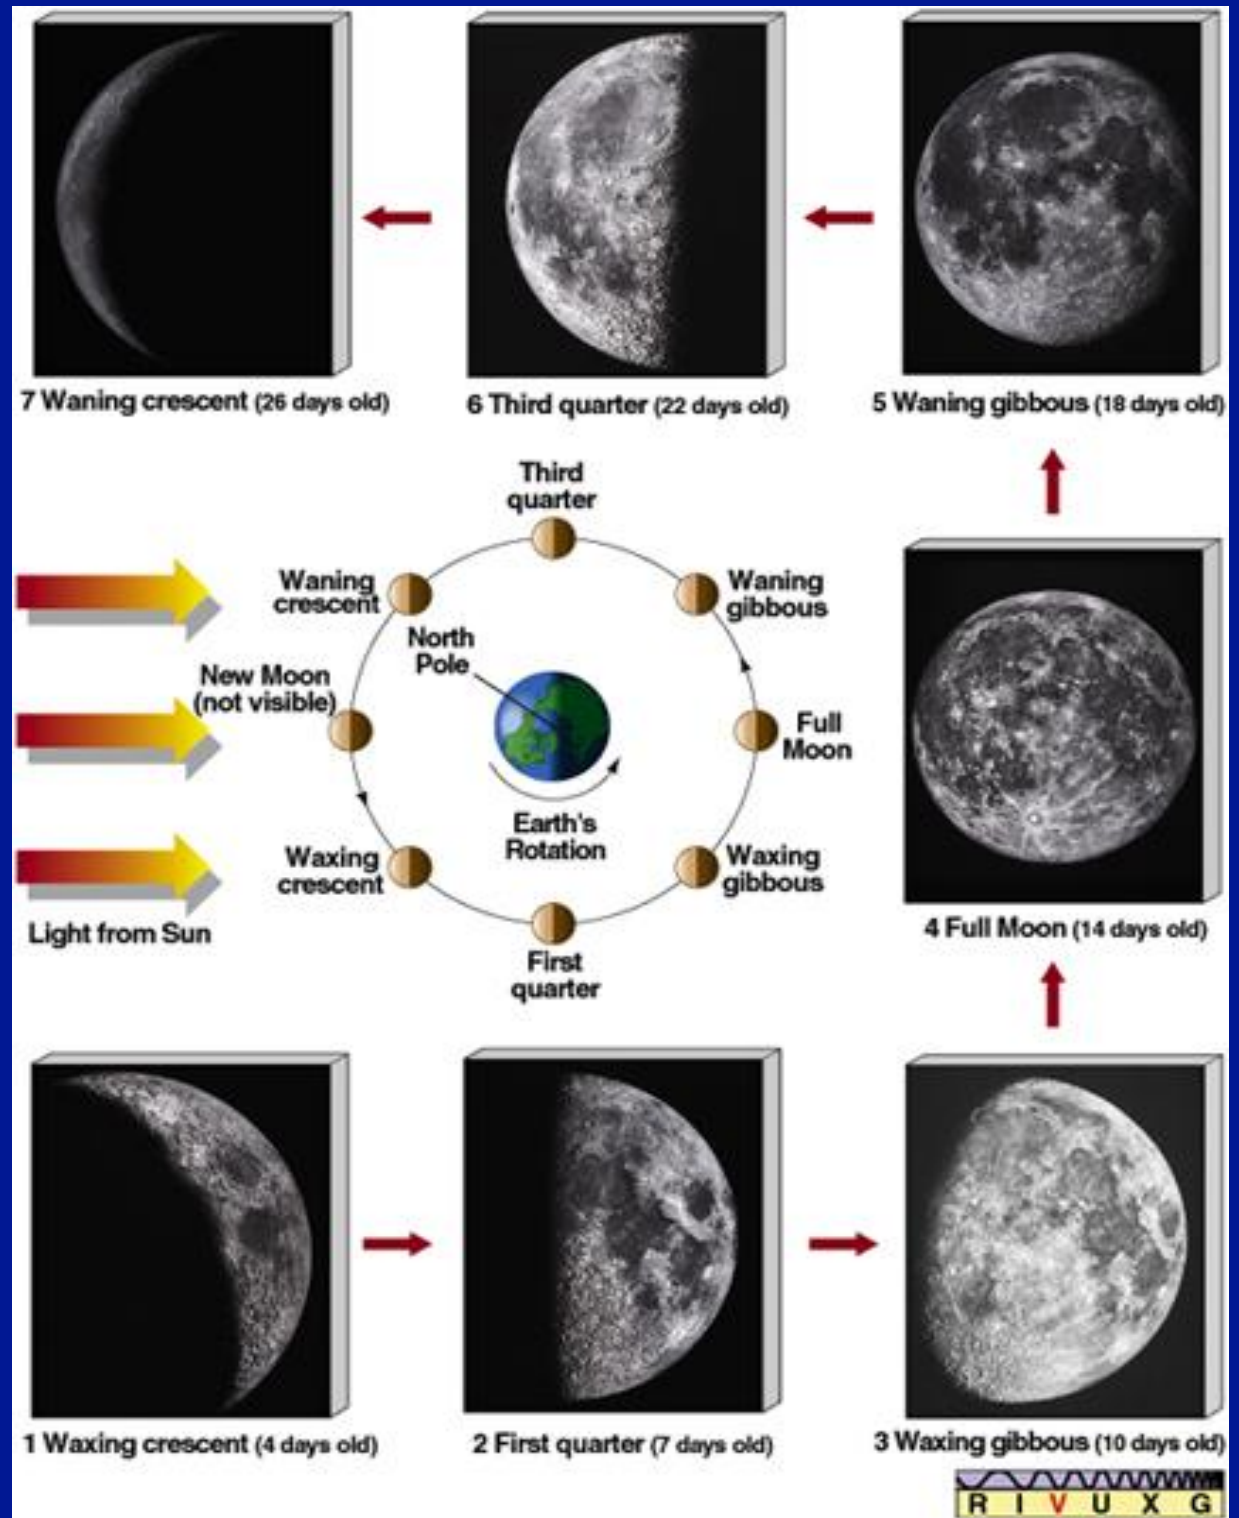 7 Waning crescent (26 days old)
6 Third quarter (22 days old)
5 Waning gibbous (18 days old)
Third
quarter
Waning
crescent
Waning
gibbous
North
Pole
New Moon
(not visible)
Full
Moon
Earth's
Rotation
Waxing
crescent
Waxing
gibbous
Light from Sun
First
quarter
4 Full Moon (14 days old)
1 Waxing crescent (4 days old)
2 First quarter (7 days old)
3 Waxing gibbous (10 days old)
R I V U X G